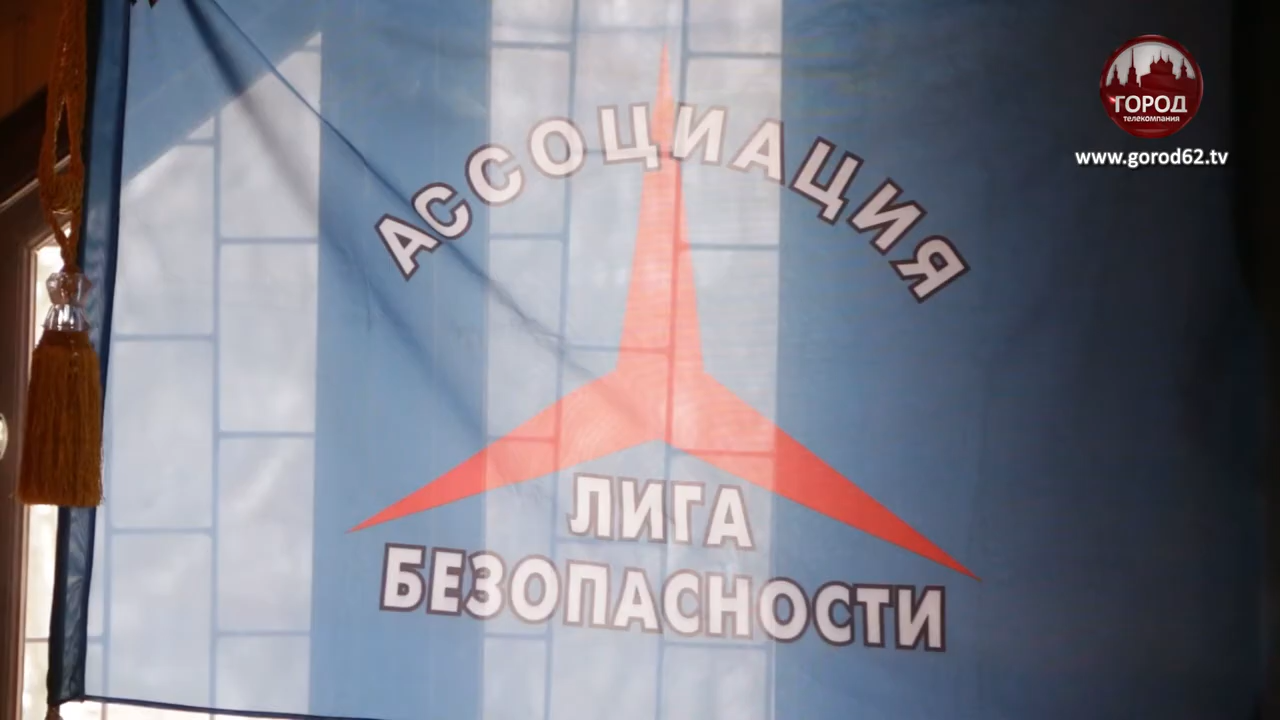 АССОЦИАЦИЯ
ЛИГА
БЕЗОПАСНОСТИ
ГОРОД
телекомпания
www.gorod62.tv